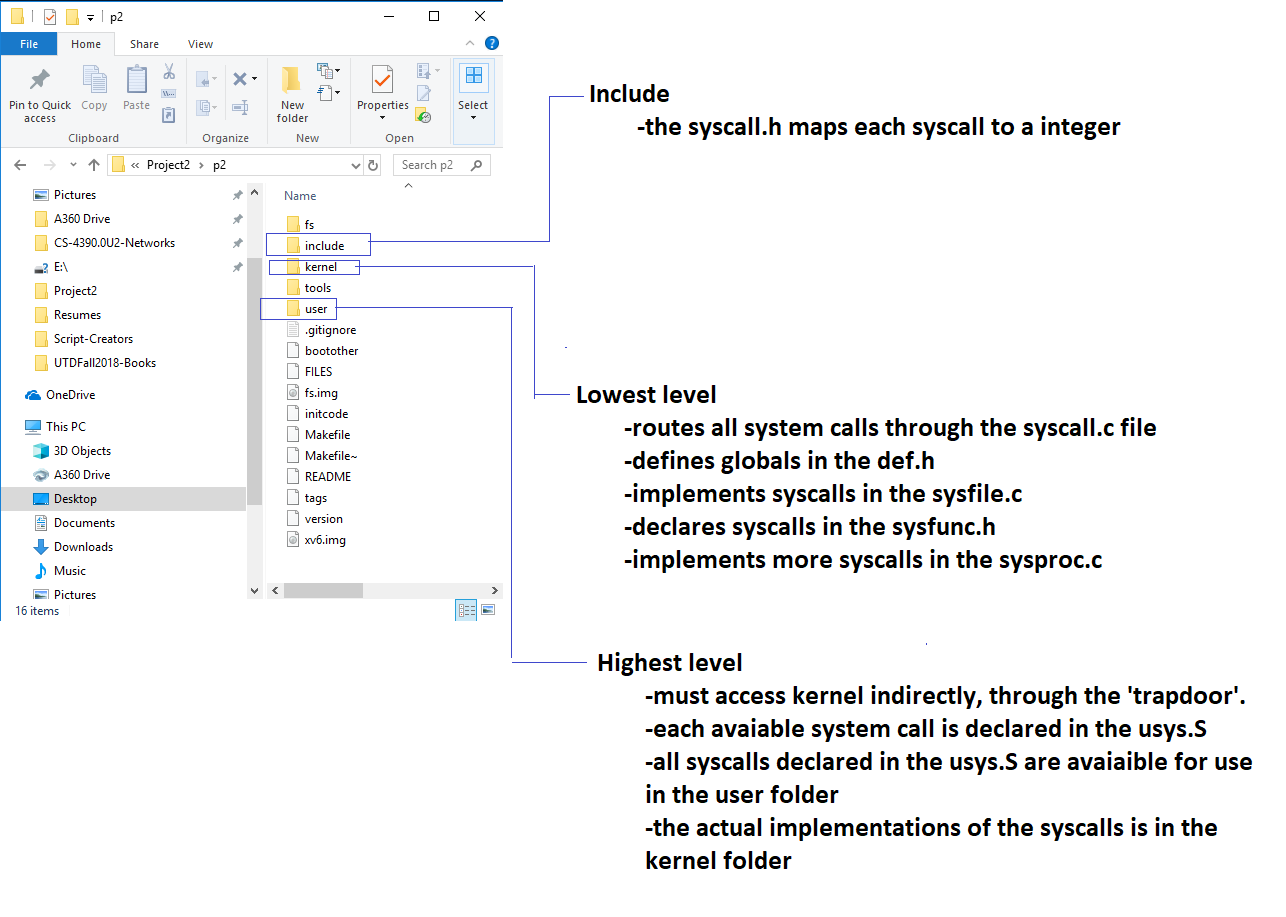 p2
File Home Share View
Pin to Quick access
Copy
Paste
Clipboard
Organize
New folder
New
Properties
Open
Select
« Project2 › p2
Search p2
Pictures
A360 Drive
CS-4390.0U2-Networks
E:\
Project2
Resumes
Script-Creators
UTDFall2018-Books
OneDrive
This PC
3D Objects
A360 Drive
Desktop
Documents
Downloads
Music
Pictures
16 items
Name
fs
include
kernel
tools
user
.gitignore
bootother
FILES
fs.img
initcode
Makefile
Makefile~
README
tags
version
xv6.img
Include
-the syscall.h maps each syscall to a integer
Lowest level
-routes all system calls through the syscall.c file
-defines globals in the def.h
-implements syscalls in the sysfile.c
-declares syscalls in the sysfunc.h
-implements more syscalls in the sysproc.c
Highest level
-must access kernel indirectly, through the 'trapdoor'.
-each avaiable system call is declared in the usys.S
-all syscalls declared in the usys.S are avaiaible for use
in the user folder
-the actual implementations of the syscalls is in the
kernel folder